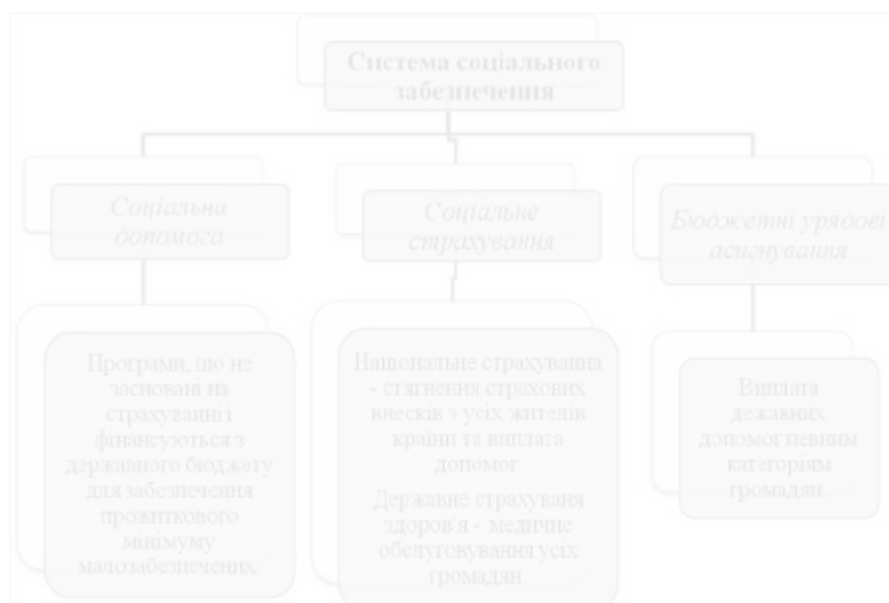 Система соціального
забезпечення
Соціальна
допомога
Соціальне
страхування
Бюджетні урядові
асигнування
Програми, що не
засновані на
страхуванні і
фінансуються з
державного бюджету
для забезпечення
прожиткового
мінімуму
малозабезпечених.
Національне страхуванна
- стягнення страхових
внесків з усіх жителів
країни та виплата
допомог.
Державне страхуваня
здоров'я - медичне
обслуговування усіх
громадян.
Виплата
дежавних
допомог певним
категоріям
громадян.